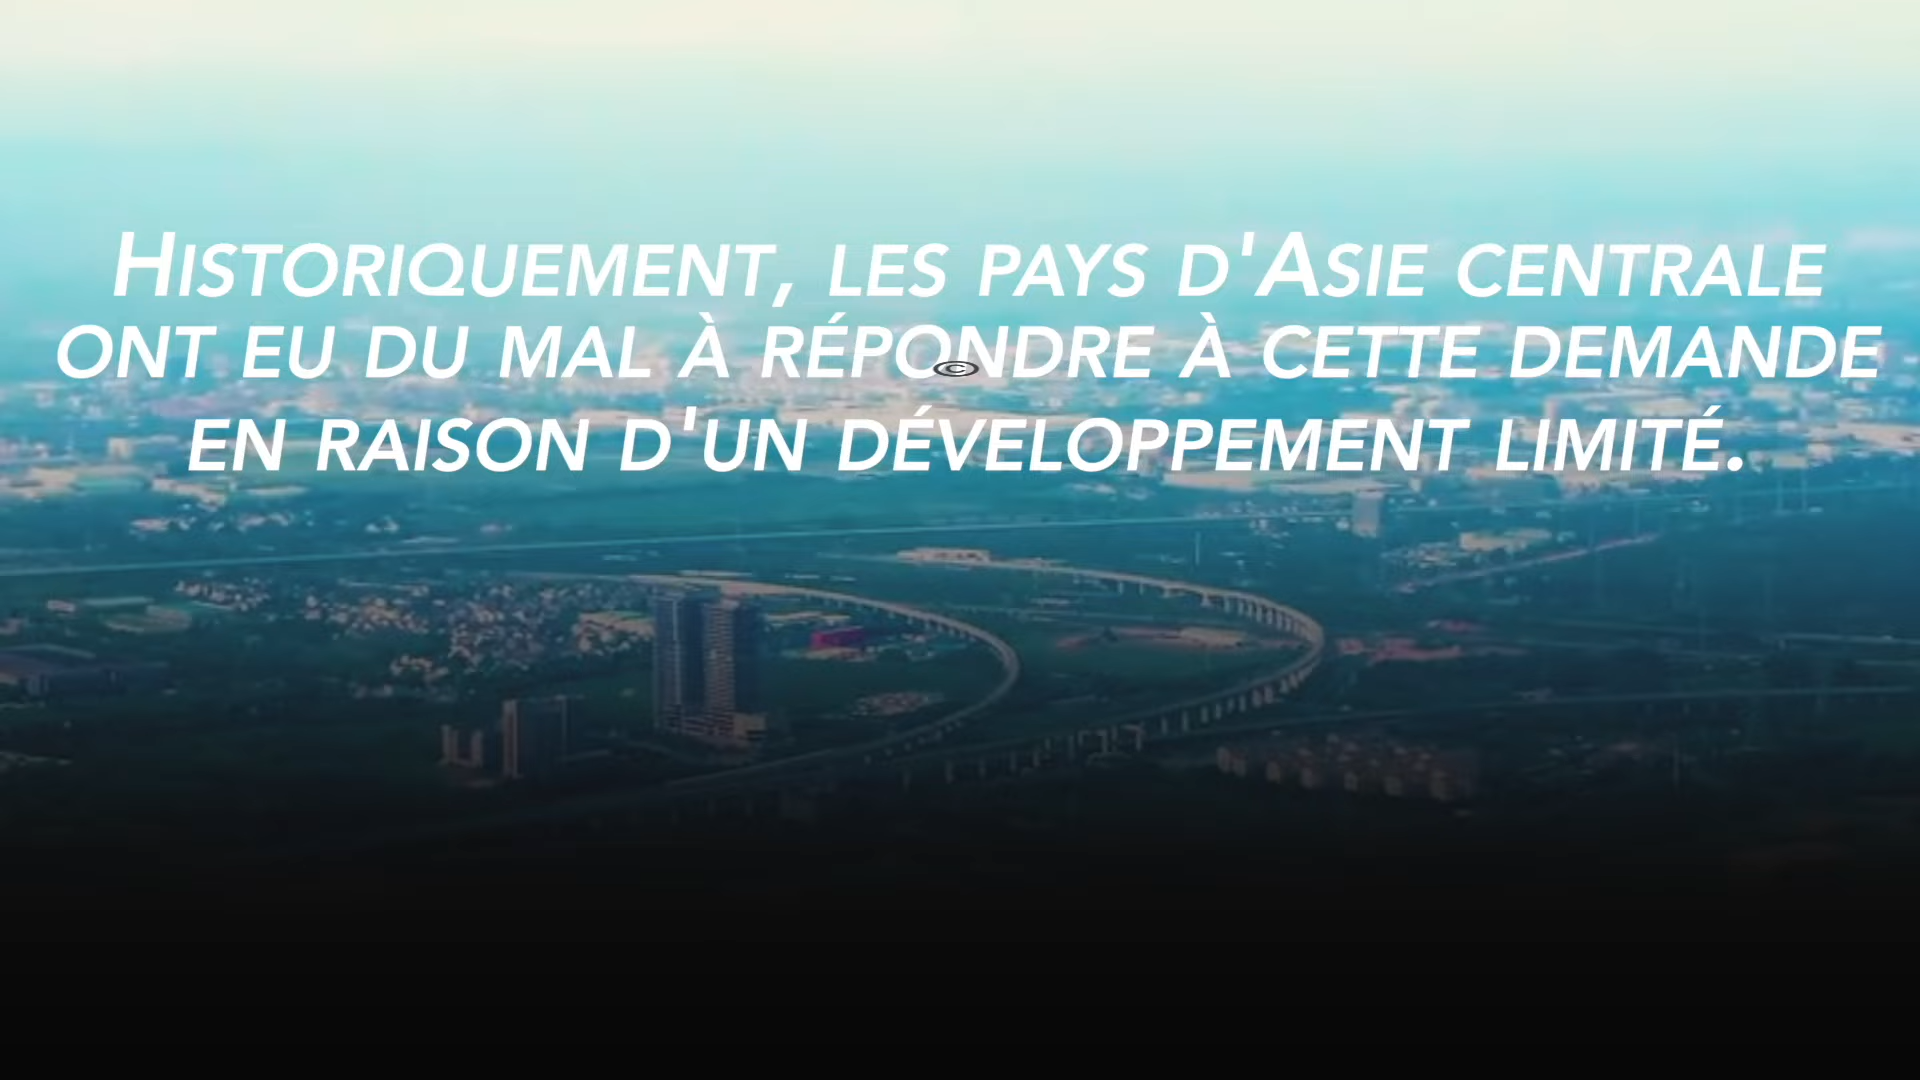 Historiquement, les pays d'Asie centrale
ont eu du mal à répondre à cette demande
en raison d'un développement limité.
©